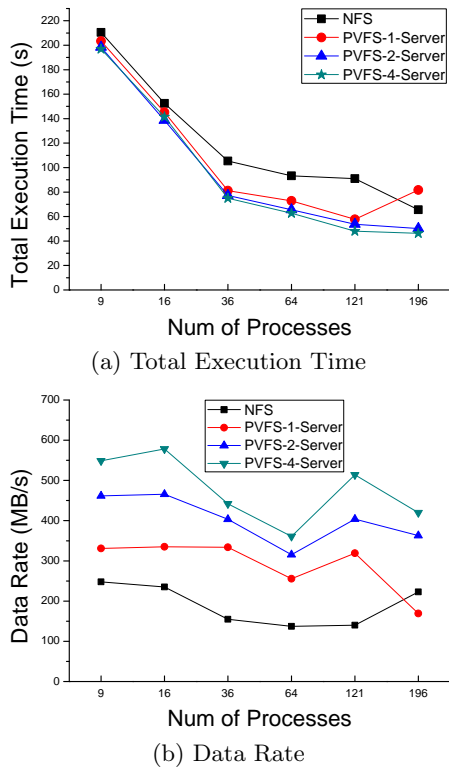 NFS
PVFS-1-Server
PVFS-2-Server
PVFS-4-Server
Total Execution Time (s)
220
200
180
160
140
120
100
80
60
40
20
0
9 16 36 64 121 196
Num of Processes
(a) Total Execution Time
NFS
PVFS-1-Server
PVFS-2-Server
PVFS-4-Server
Data Rate (MB/s)
700
600
500
400
300
200
100
0
9 16 36 64 121 196
Num of Processes
(b) Data Rate